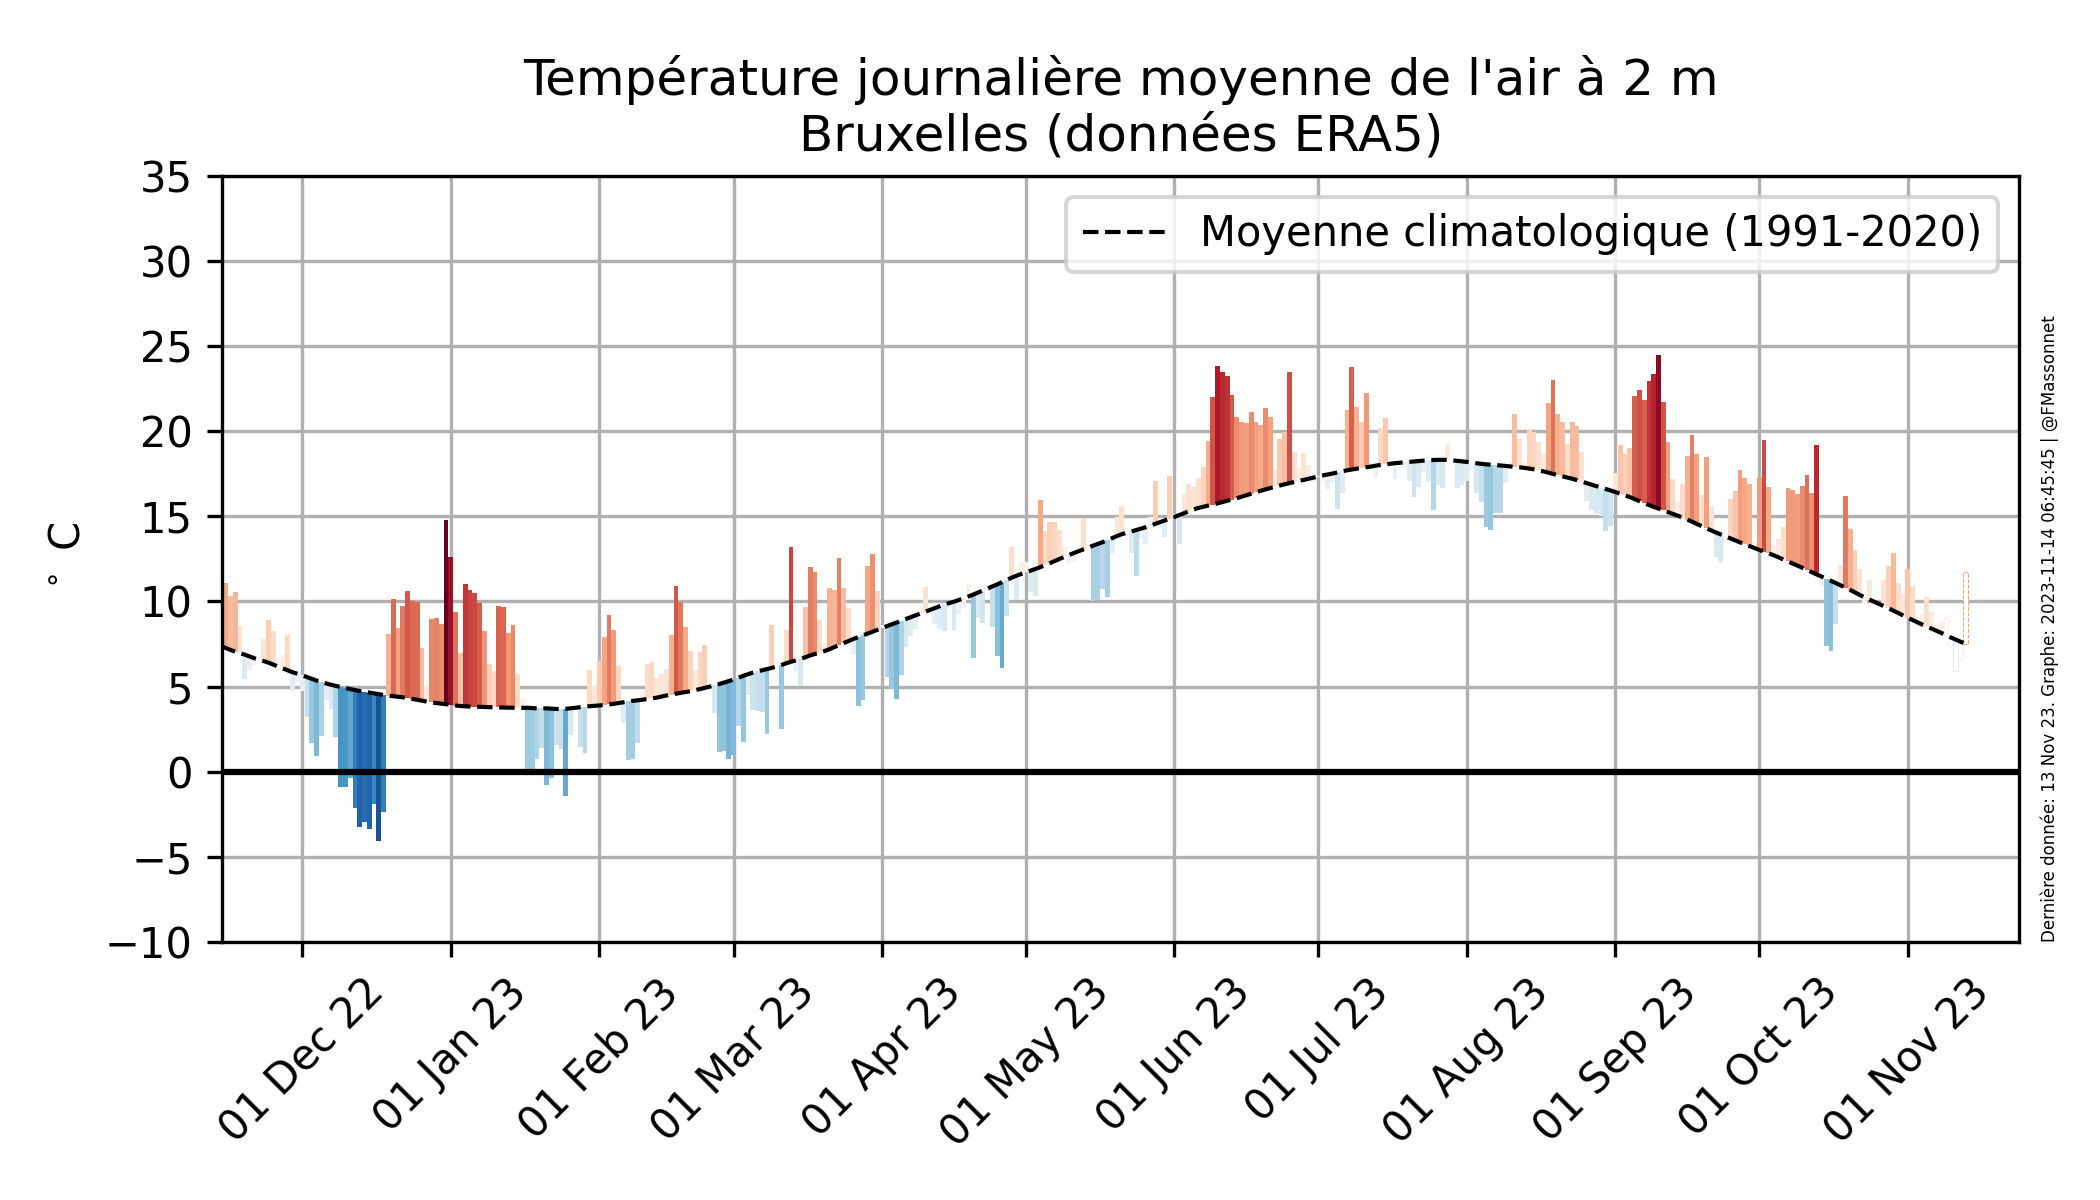 Température journalière moyenne de l'air à 2 m
Bruxelles (données ERA5)
Moyenne climatologique (1991-2020)
° C
35
30
25
20
15
10
5
0
−5
−10
01 Dec 22
01 Jan 23
01 Feb 23
01 Mar 23
01 Apr 23
01 May 23
01 Jun 23
01 Jul 23
01 Aug 23
01 Sep 23
01 Oct 23
01 Nov 23
Dernière donnée: 13 Nov 23. Graphe: 2023-11-14 06:45:45 | @FMassonnet